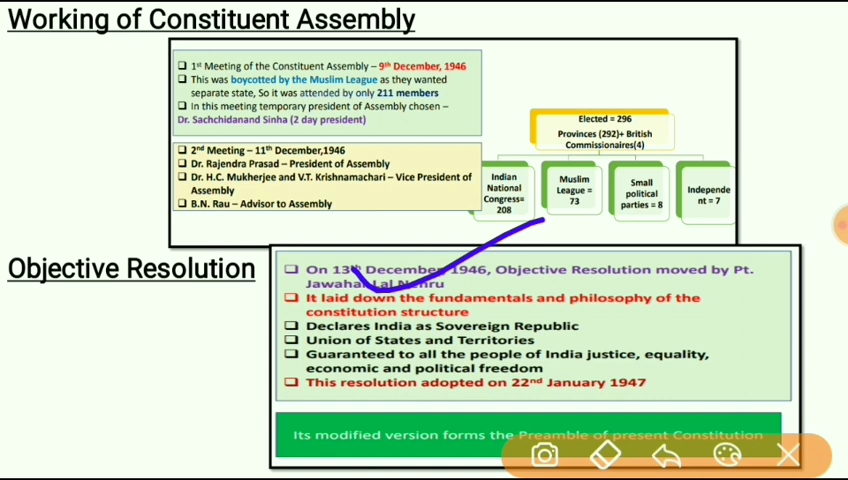 Working of Constituent Assembly
❑ 1st Meeting of the Constituent Assembly – 9th December, 1946
❑ This was boycotted by the Muslim League as they wanted
separate state, So it was attended by only 211 members
❑ In this meeting temporary president of Assembly chosen –
Dr. Sachchidanand Sinha (2 day president)
❑ 2nd Meeting – 11th December,1946
❑ Dr. Rajendra Prasad – President of Assembly
❑ Dr. H.C. Mukherjee and V.T. Krishnamachari – Vice President of
Assembly
❑ B.N. Rau – Advisor to Assembly
Elected = 296
Provinces (292)+ British
Commissionaires(4)
Indian
National
Congress=
208
Muslim
League =
73
Small
political
parties = 8
Independe
nt = 7
Objective Resolution
❑ On 13th December, 1946, Objective Resolution moved by Pt.
Jawahar Lal Nehru
❑ It laid down the fundamentals and philosophy of the
constitution structure
❑ Declares India as Sovereign Republic
❑ Union of States and Territories
❑ Guaranteed to all the people of India justice, equality,
economic and political freedom
❑ This resolution adopted on 22nd January 1947
Its modified version forms the Preamble of present Constitution